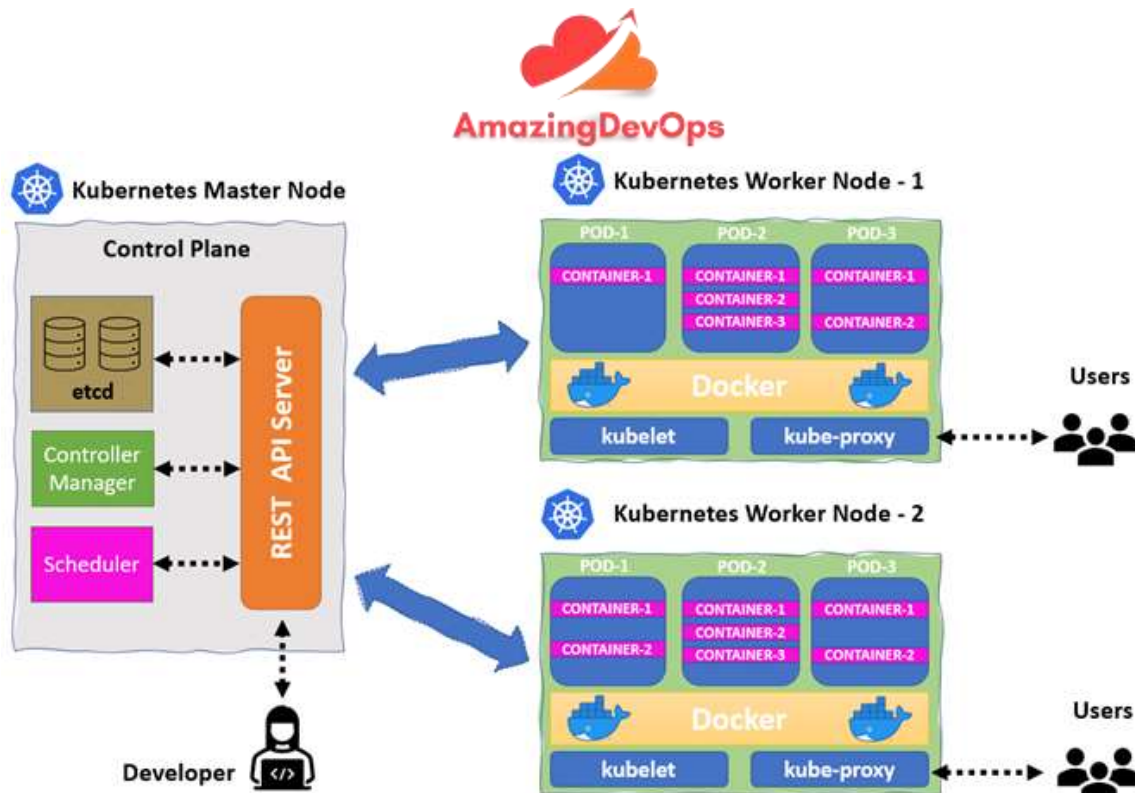 AmazingDevOps
Kubernetes Master Node
Control Plane
etcd
Controller
Manager
Scheduler
REST API Server
Developer
Kubernetes Worker Node - 1
POD-1
POD-2
POD-3
CONTAINER-1
CONTAINER-1
CONTAINER-2
CONTAINER-3
CONTAINER-1
CONTAINER-2
Docker
kubelet
kube-proxy
Users
Kubernetes Worker Node - 2
POD-1
POD-2
POD-3
CONTAINER-1
CONTAINER-2
CONTAINER-1
CONTAINER-2
CONTAINER-3
CONTAINER-1
CONTAINER-2
Docker
kubelet
kube-proxy
Users